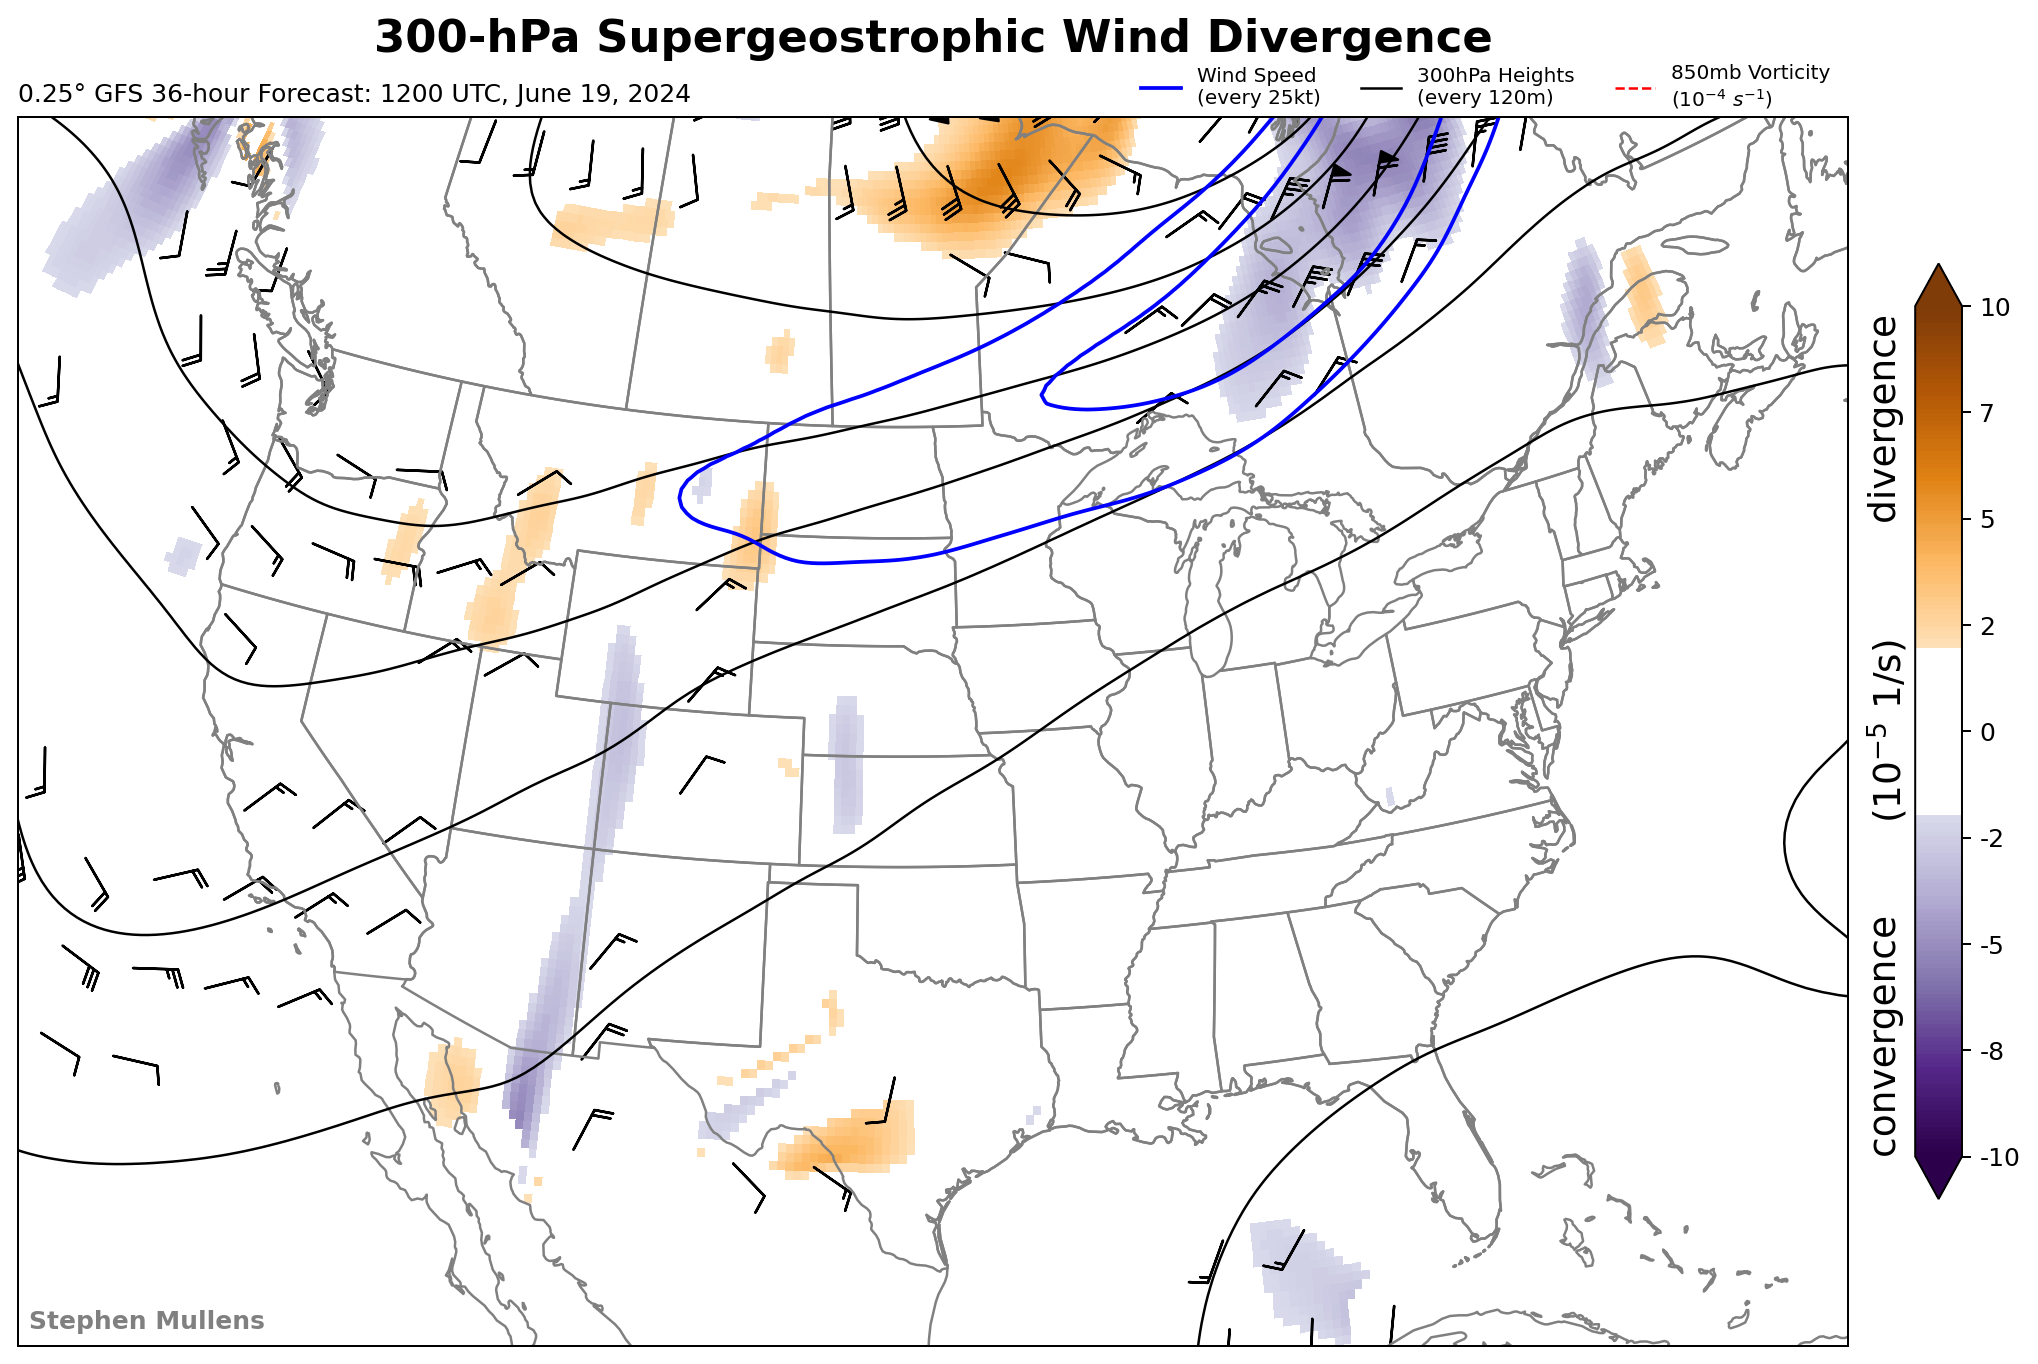 300-hPa Supergeostrophic Wind Divergence
0.25° GFS 36-hour Forecast: 1200 UTC, June 19, 2024
Wind Speed
(every 25kt)
300hPa Heights
(every 120m)
850mb Vorticity
(10⁻⁴ s⁻¹)
10
7
5
2
0
-2
-5
-8
-10
convergence (10⁻⁵ 1/s) divergence
Stephen Mullens